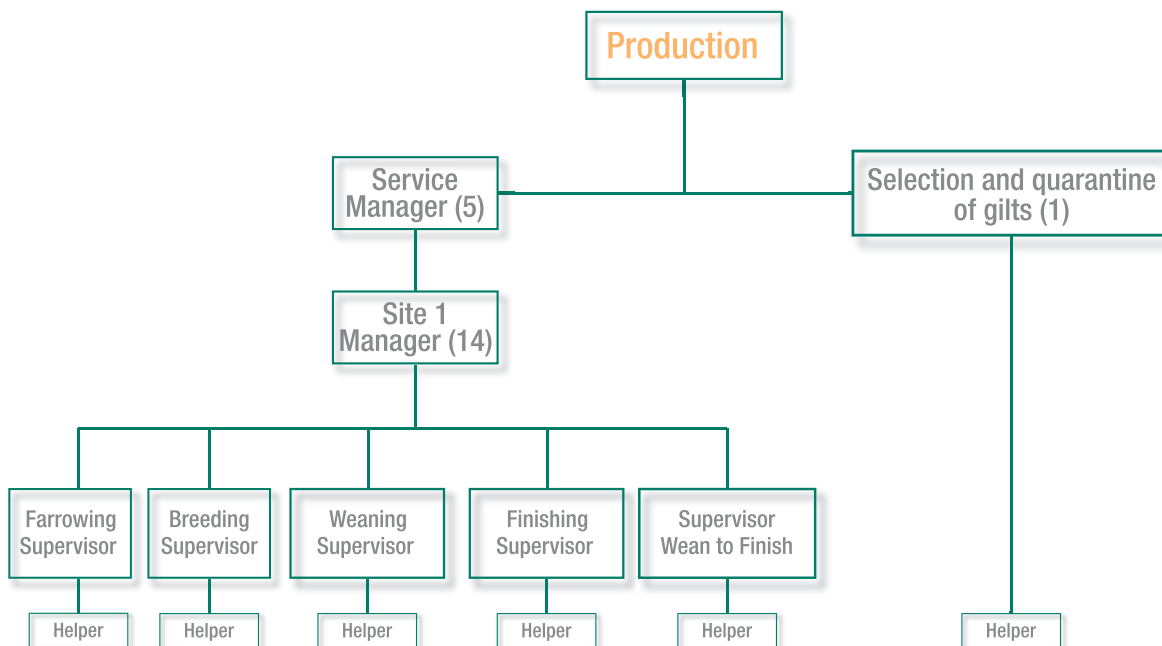 Production
Service
Manager (5)
Selection and quarantine
of gilts (1)
Site 1
Manager (14)
Farrowing
Supervisor
Breeding
Supervisor
Weaning
Supervisor
Finishing
Supervisor
Supervisor
Wean to Finish
Helper
Helper
Helper
Helper
Helper
Helper